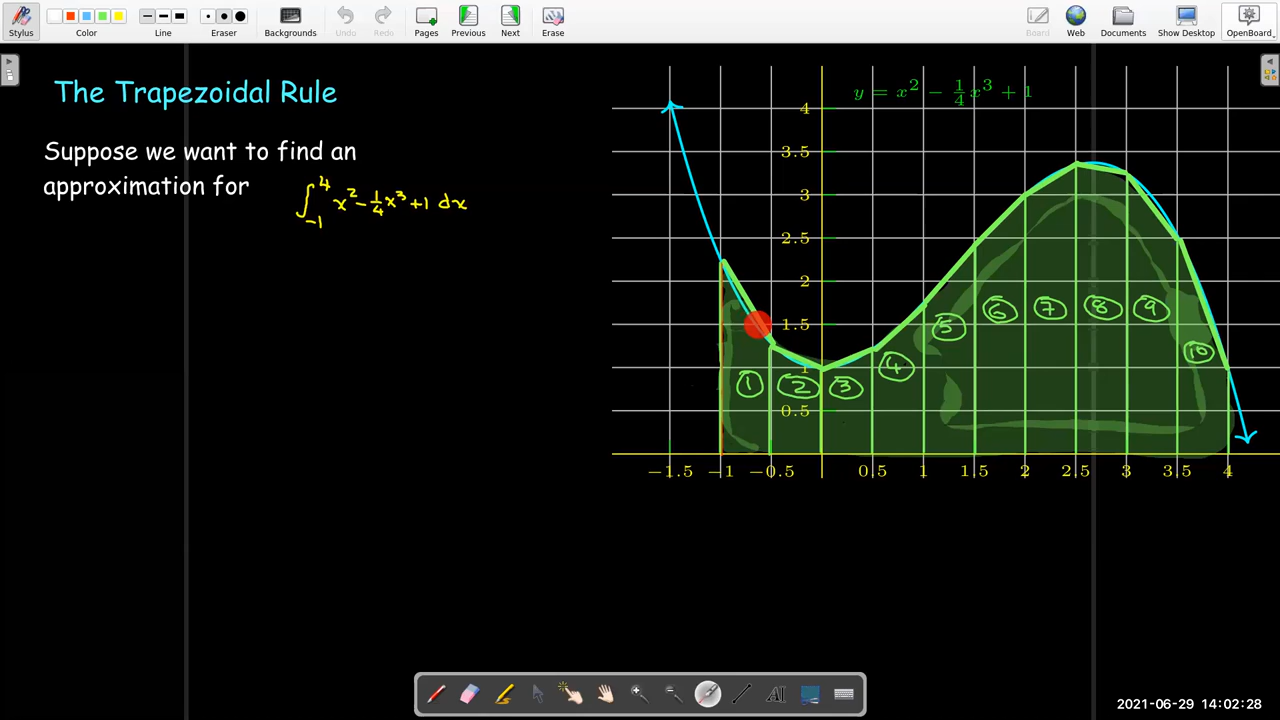 Stylus
Color
Line
Eraser
Backgrounds
Undo
Redo
Pages
Previous
Next
Erase
Board
Web
Documents
Show Desktop
OpenBoard
The Trapezoidal Rule
Suppose we want to find an
approximation for ∫₋₁⁴ x² − ¼x³ + 1 dx
y = x² − ¼x³ + 1
4
3.5
3
2.5
2
1.5
1
0.5
① ② ③ ④ ⑤ ⑥ ⑦ ⑧ ⑨ ⑩
−1.5 −1 −0.5 0.5 1 1.5 2 2.5 3 3.5 4
AI
2021-06-29 14:02:28